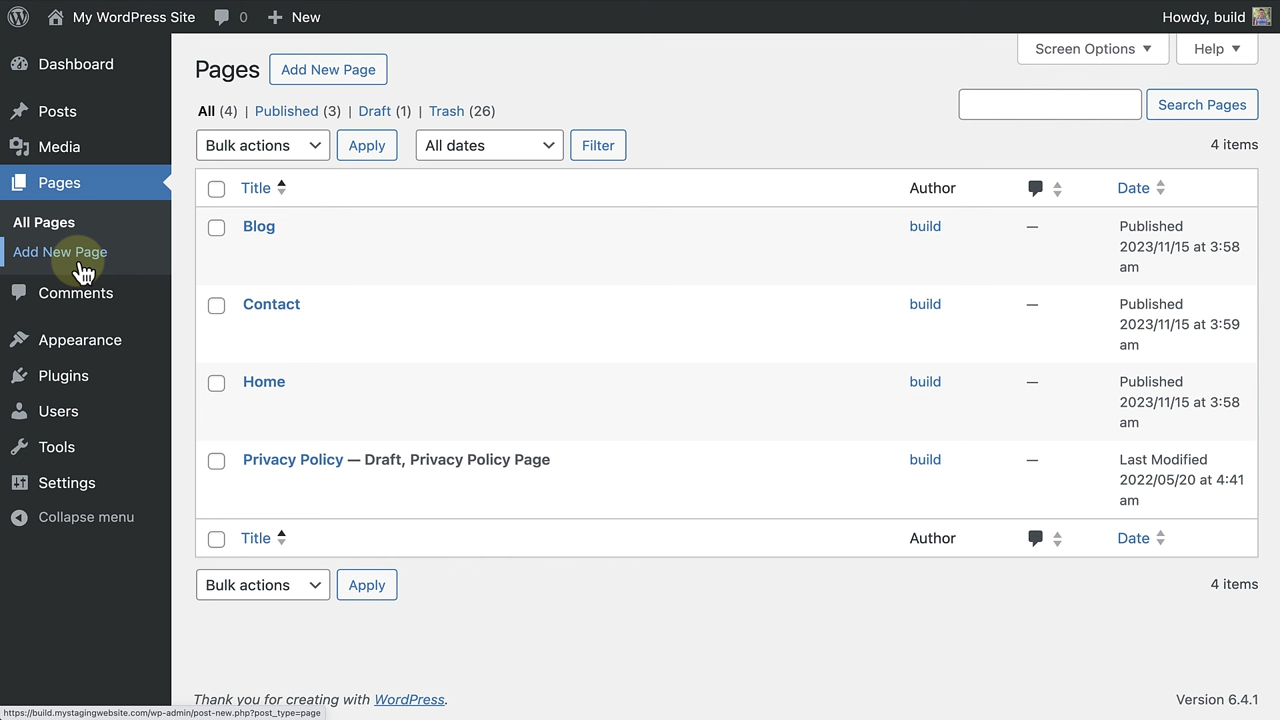 My WordPress Site 0 New Howdy, build
Dashboard
Posts
Media
Pages
All Pages
Add New Page
Comments
Appearance
Plugins
Users
Tools
Settings
Collapse menu
Screen Options Help
Pages Add New Page
All (4) | Published (3) | Draft (1) | Trash (26)
Search Pages
Bulk actions Apply All dates Filter 4 items
Title Author Date
Blog build — Published
2023/11/15 at 3:58
am
Contact build — Published
2023/11/15 at 3:59
am
Home build — Published
2023/11/15 at 3:58
am
Privacy Policy — Draft, Privacy Policy Page build — Last Modified
2022/05/20 at 4:41
am
Title Author Date
Bulk actions Apply 4 items
Thank you for creating with WordPress. Version 6.4.1
https://build.mystagingwebsite.com/wp-admin/post-new.php?post_type=page